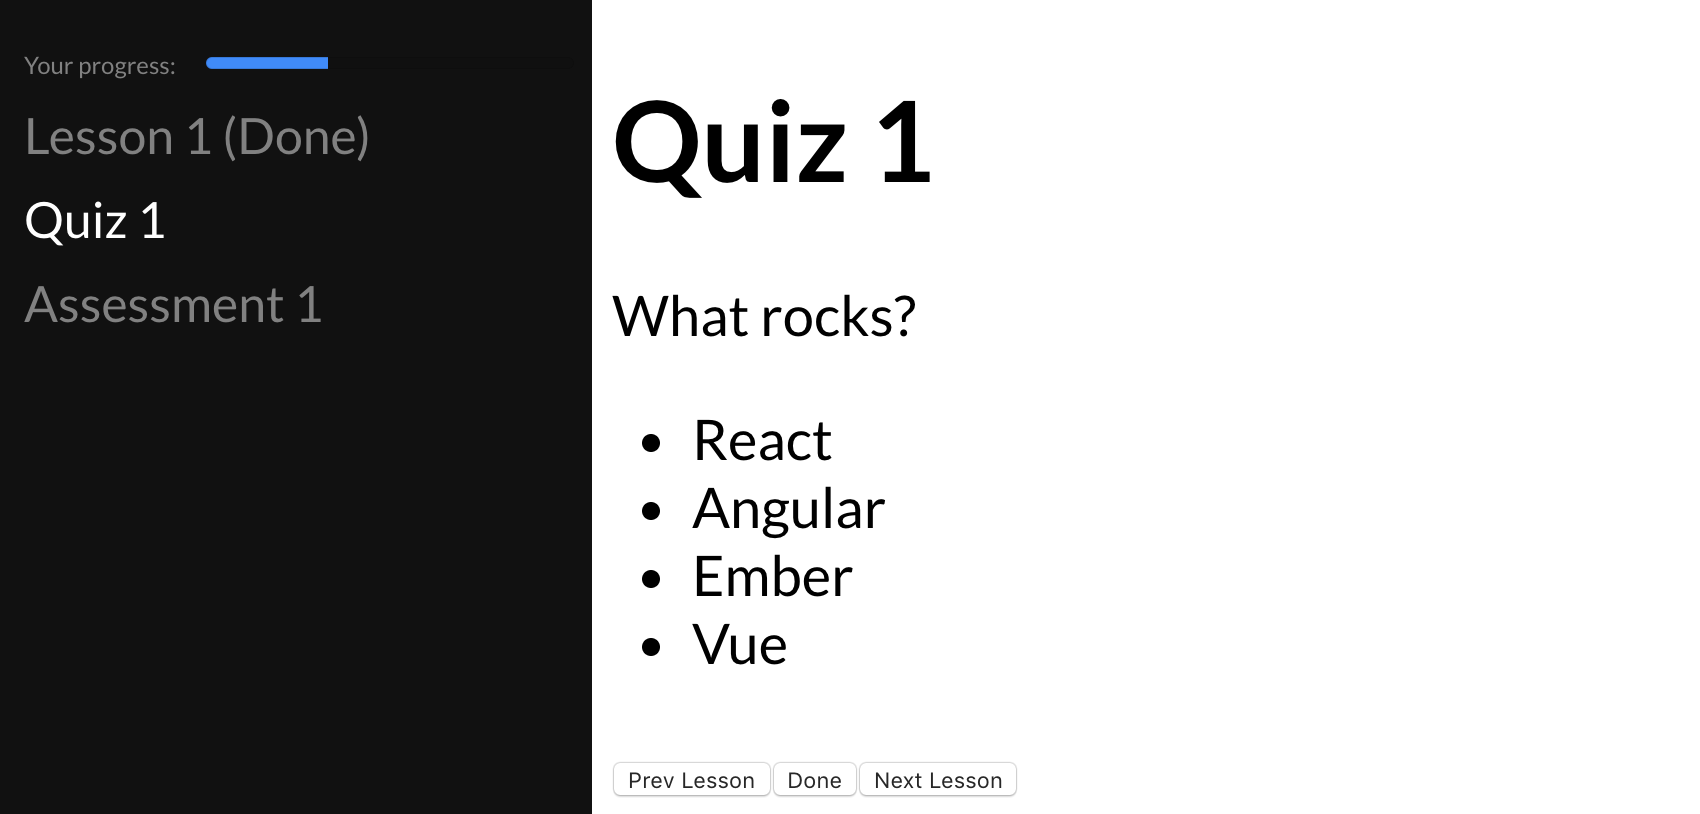 Your progress:
Lesson 1 (Done)
Quiz 1
Assessment 1
Quiz 1
What rocks?
React
Angular
Ember
Vue
Prev Lesson
Done
Next Lesson